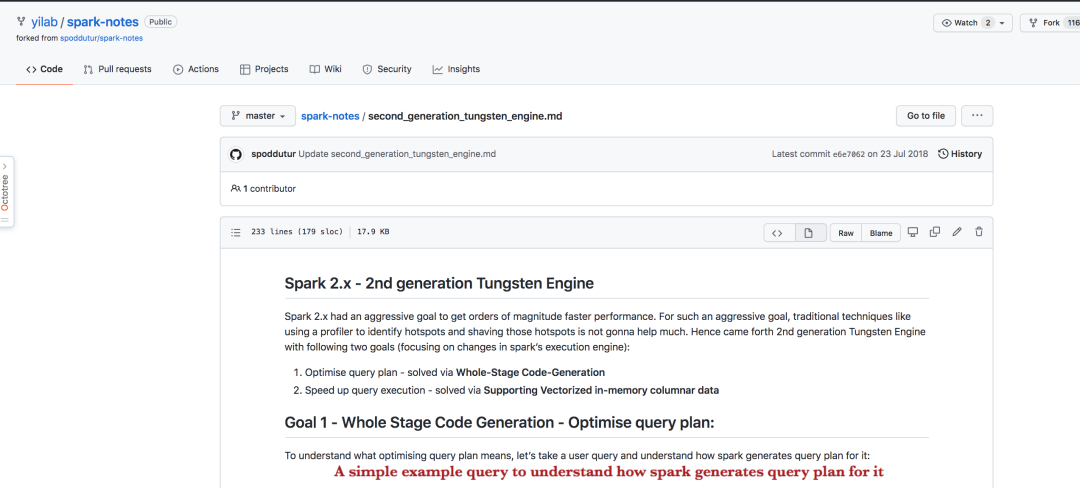 yilab / spark-notes Public
forked from spoddutur/spark-notes
Watch 2
Fork 116
Code
Pull requests
Actions
Projects
Wiki
Security
Insights
Octotree
master
spark-notes / second_generation_tungsten_engine.md
Go to file
...
spoddutur Update second_generation_tungsten_engine.md
Latest commit e6e7062 on 23 Jul 2018
History
1 contributor
233 lines (179 sloc) 17.9 KB
<>
Raw
Blame
Spark 2.x - 2nd generation Tungsten Engine
Spark 2.x had an aggressive goal to get orders of magnitude faster performance. For such an aggressive goal, traditional techniques like
using a profiler to identify hotspots and shaving those hotspots is not gonna help much. Hence came forth 2nd generation Tungsten Engine
with following two goals (focusing on changes in spark's execution engine):
1. Optimise query plan - solved via Whole-Stage Code-Generation
2. Speed up query execution - solved via Supporting Vectorized in-memory columnar data
Goal 1 - Whole Stage Code Generation - Optimise query plan:
To understand what optimising query plan means, let's take a user query and understand how spark generates query plan for it:
A simple example query to understand how spark generates query plan for it